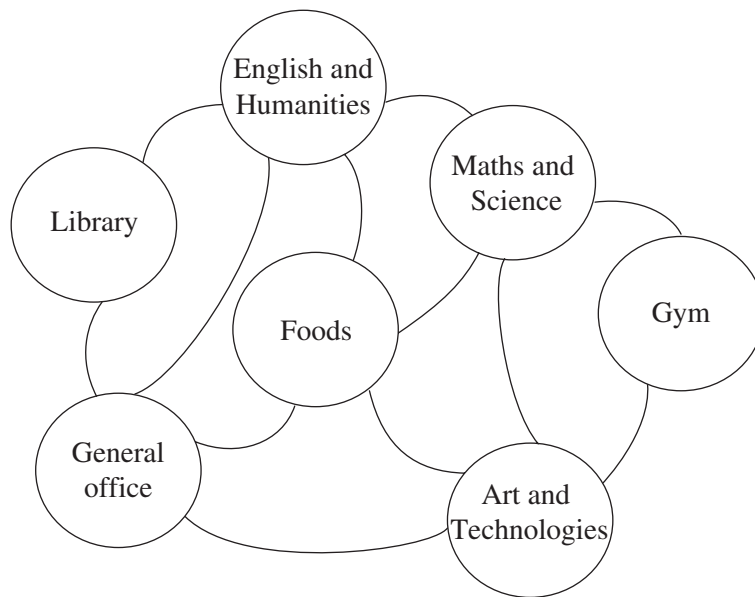 English and
Humanities
Maths and
Science
Library
Gym
Foods
General
office
Art and
Technologies